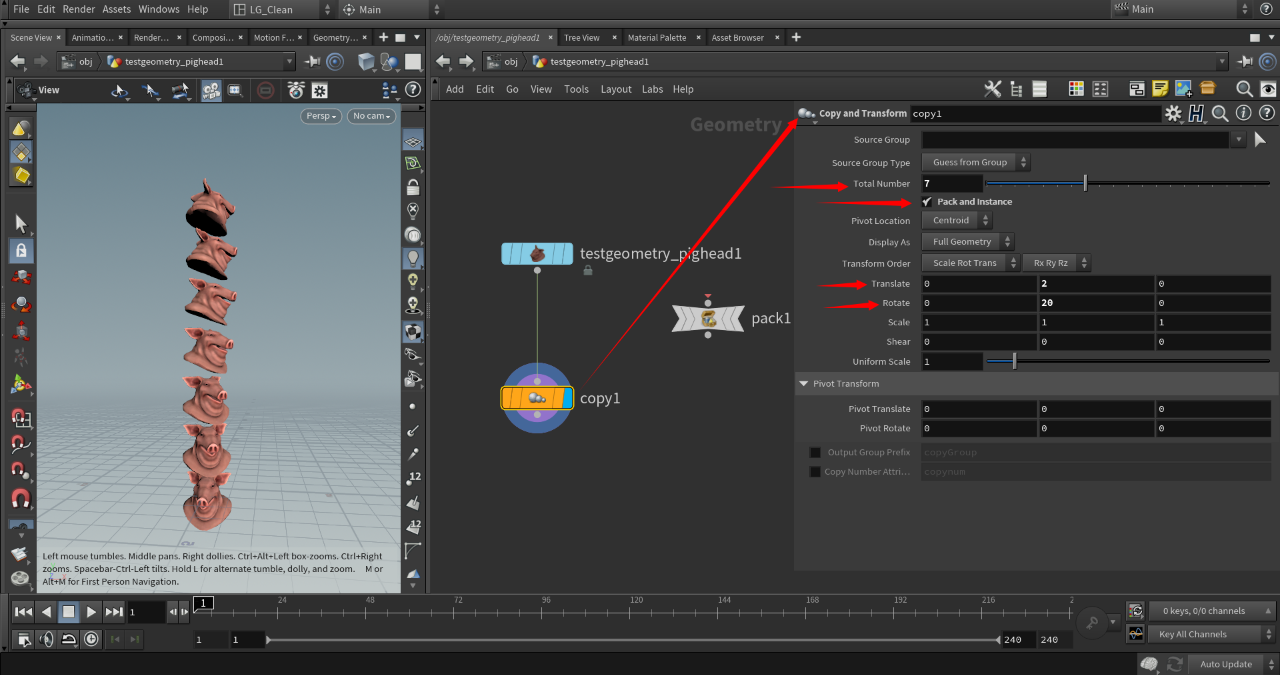 File Edit Render Assets Windows Help LG_Clean Main Main
Scene View Animatio... Render... Composi... Motion F... Geometry...
/obj/testgeometry_pighead1 Tree View Material Palette Asset Browser
obj testgeometry_pighead1
obj testgeometry_pighead1
View
Add Edit Go View Tools Layout Labs Help
Persp No cam
Geometry
testgeometry_pighead1
pack1
copy1
Copy and Transform copy1
Source Group
Source Group Type Guess from Group
Total Number 7
Pack and Instance
Pivot Location Centroid
Display As Full Geometry
Transform Order Scale Rot Trans Rx Ry Rz
Translate 0 2 0
Rotate 0 20 0
Scale 1 1 1
Shear 0 0 0
Uniform Scale 1
Pivot Transform
Pivot Translate 0 0 0
Pivot Rotate 0 0 0
Output Group Prefix copyGroup
Copy Number Attri... copynum
12
12
Left mouse tumbles. Middle pans. Right dollies. Ctrl+Alt+Left box-zooms. Ctrl+Right
zooms. Spacebar-Ctrl-Left tilts. Hold L for alternate tumble, dolly, and zoom. M or
Alt+M for First Person Navigation.
1 1 24 48 72 96 120 144 168 192 216 2
0 keys, 0/0 channels
1 1 240 240
Key All Channels
Auto Update